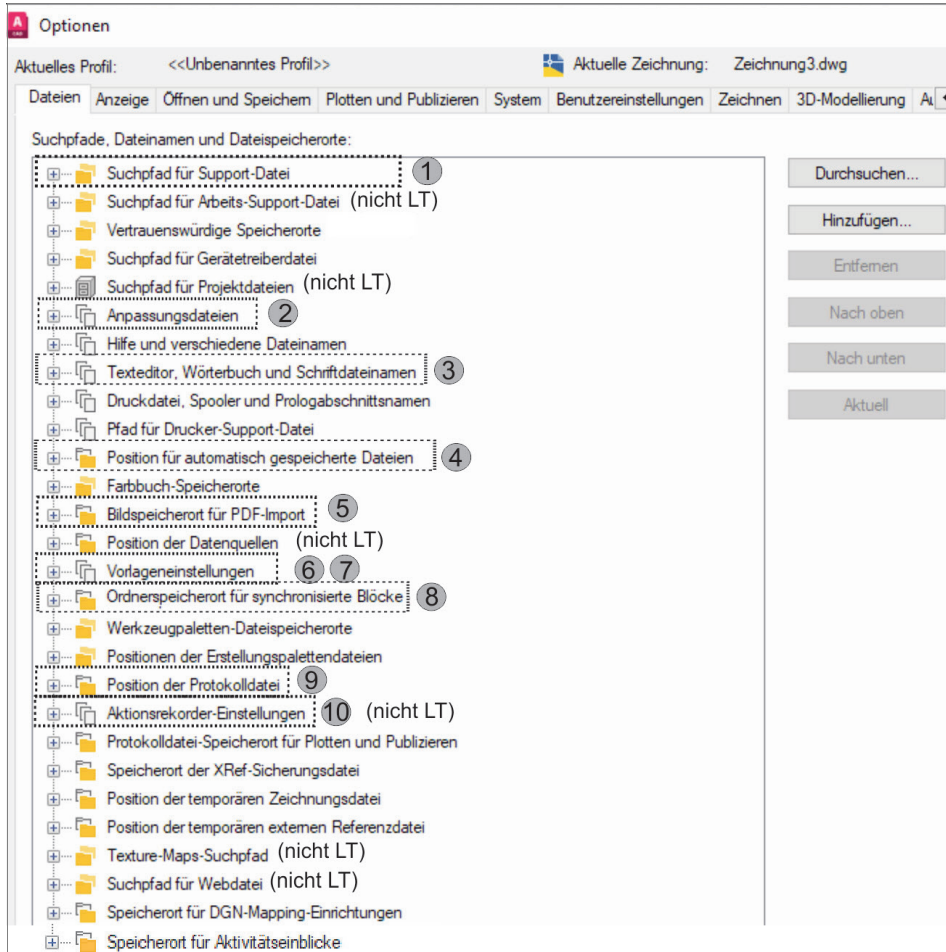 A
CAD
Optionen
Aktuelles Profil: <<Unbenanntes Profil>> Aktuelle Zeichnung: Zeichnung3.dwg
Dateien Anzeige Öffnen und Speichern Plotten und Publizieren System Benutzereinstellungen Zeichnen 3D-Modellierung
Suchpfade, Dateinamen und Dateispeicherorte:
Suchpfad für Support-Datei 1 Durchsuchen...
Suchpfad für Arbeits-Support-Datei (nicht LT)
Vertrauenswürdige Speicherorte Hinzufügen...
Suchpfad für Gerätetreiberdatei Entfernen
Suchpfad für Projektdateien (nicht LT)
Anpassungsdateien 2 Nach oben
Hilfe und verschiedene Dateinamen Nach unten
Texteditor, Wörterbuch und Schriftdateinamen 3
Druckdatei, Spooler und Prologabschnittsnamen Aktuell
Pfad für Drucker-Support-Datei
Position für automatisch gespeicherte Dateien 4
Farbbuch-Speicherorte
Bildspeicherort für PDF-Import 5
Position der Datenquellen (nicht LT)
Vorlageneinstellungen 6 7
Ordnerspeicherort für synchronisierte Blöcke 8
Werkzeugpaletten-Dateispeicherorte
Positionen der Erstellungspalettendateien
Position der Protokolldatei 9
Aktionsrekorder-Einstellungen 10 (nicht LT)
Protokolldatei-Speicherort für Plotten und Publizieren
Speicherort der XRef-Sicherungsdatei
Position der temporären Zeichnungsdatei
Position der temporären externen Referenzdatei
Texture-Maps-Suchpfad (nicht LT)
Suchpfad für Webdatei (nicht LT)
Speicherort für DGN-Mapping-Einrichtungen
Speicherort für Aktivitätseinblicke